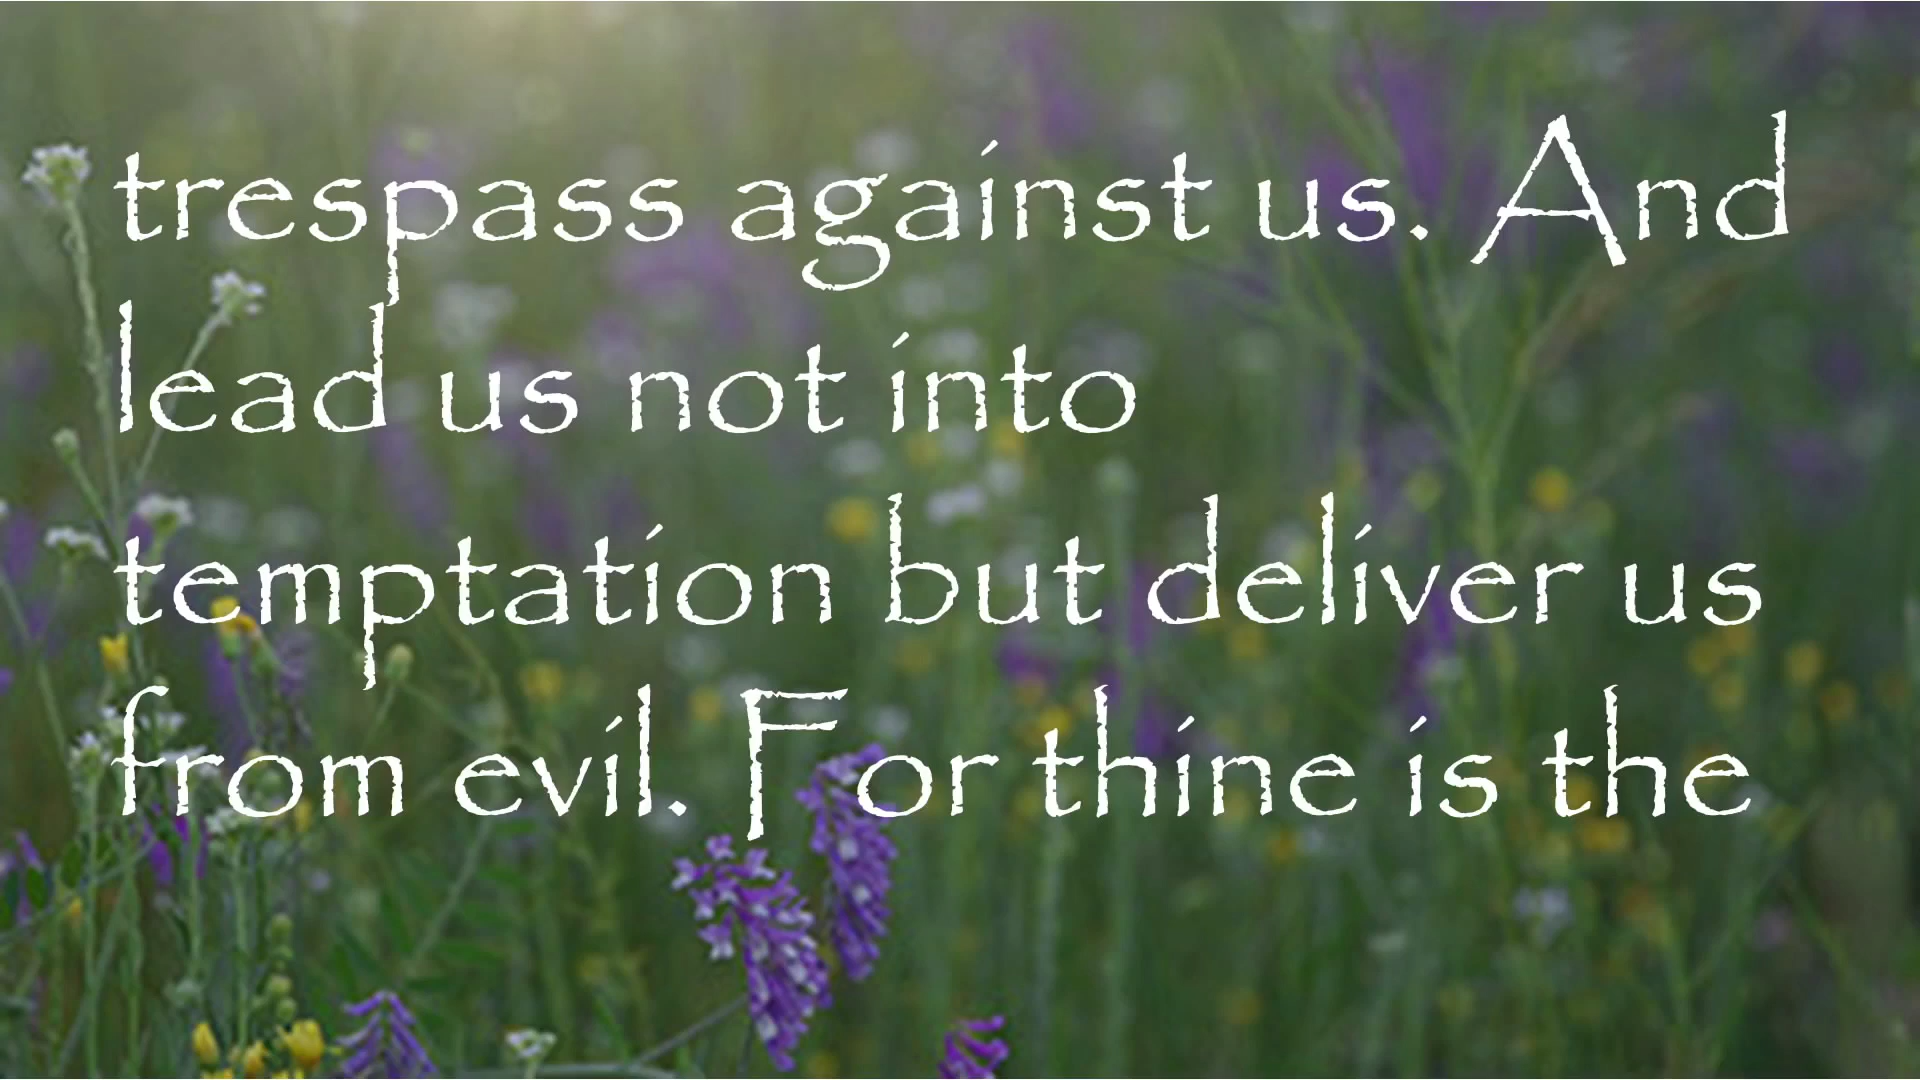 trespass against us. And
lead us not into
temptation but deliver us
from evil. For thine is the